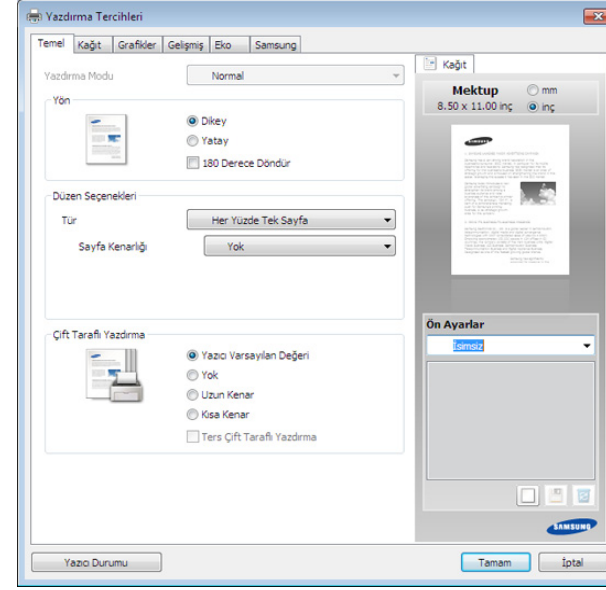 Yazdırma Tercihleri
Temel Kağıt Grafikler Gelişmiş Eko Samsung
Yazdırma Modu Normal
Yön
Dikey
Yatay
180 Derece Döndür
Düzen Seçenekleri
Tür Her Yüzde Tek Sayfa
Sayfa Kenarlığı Yok
Çift Taraflı Yazdırma
Yazıcı Varsayılan Değeri
Yok
Uzun Kenar
Kısa Kenar
Ters Çift Taraflı Yazdırma
Kağıt
Mektup mm
8.50 x 11.00 inç inç
SAMSUNG
Ön Ayarlar
İsimsiz
SAMSUNG
Yazıcı Durumu Tamam İptal